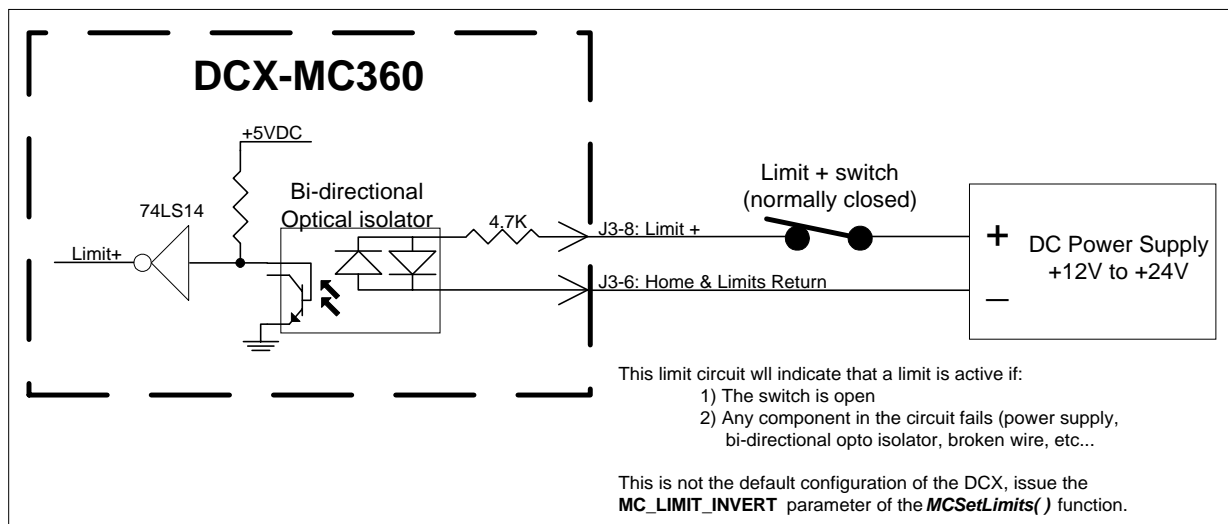 DCX-MC360
+5VDC
Bi-directional
Optical isolator
74LS14
4.7K
Limit+
J3-8: Limit +
J3-6: Home & Limits Return
Limit + switch
(normally closed)
+
DC Power Supply
+12V to +24V
–
This limit circuit wll indicate that a limit is active if:
1) The switch is open
2) Any component in the circuit fails (power supply,
bi-directional opto isolator, broken wire, etc...
This is not the default configuration of the DCX, issue the
MC_LIMIT_INVERT parameter of the MCSetLimits( ) function.